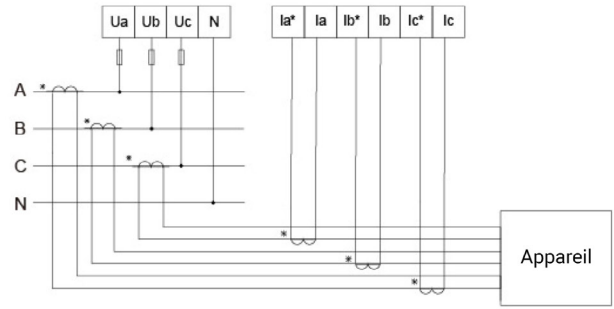 Ua Ub Uc N Ia* Ia Ib* Ib Ic* Ic
A *
B *
C *
N
*
*
Appareil
*